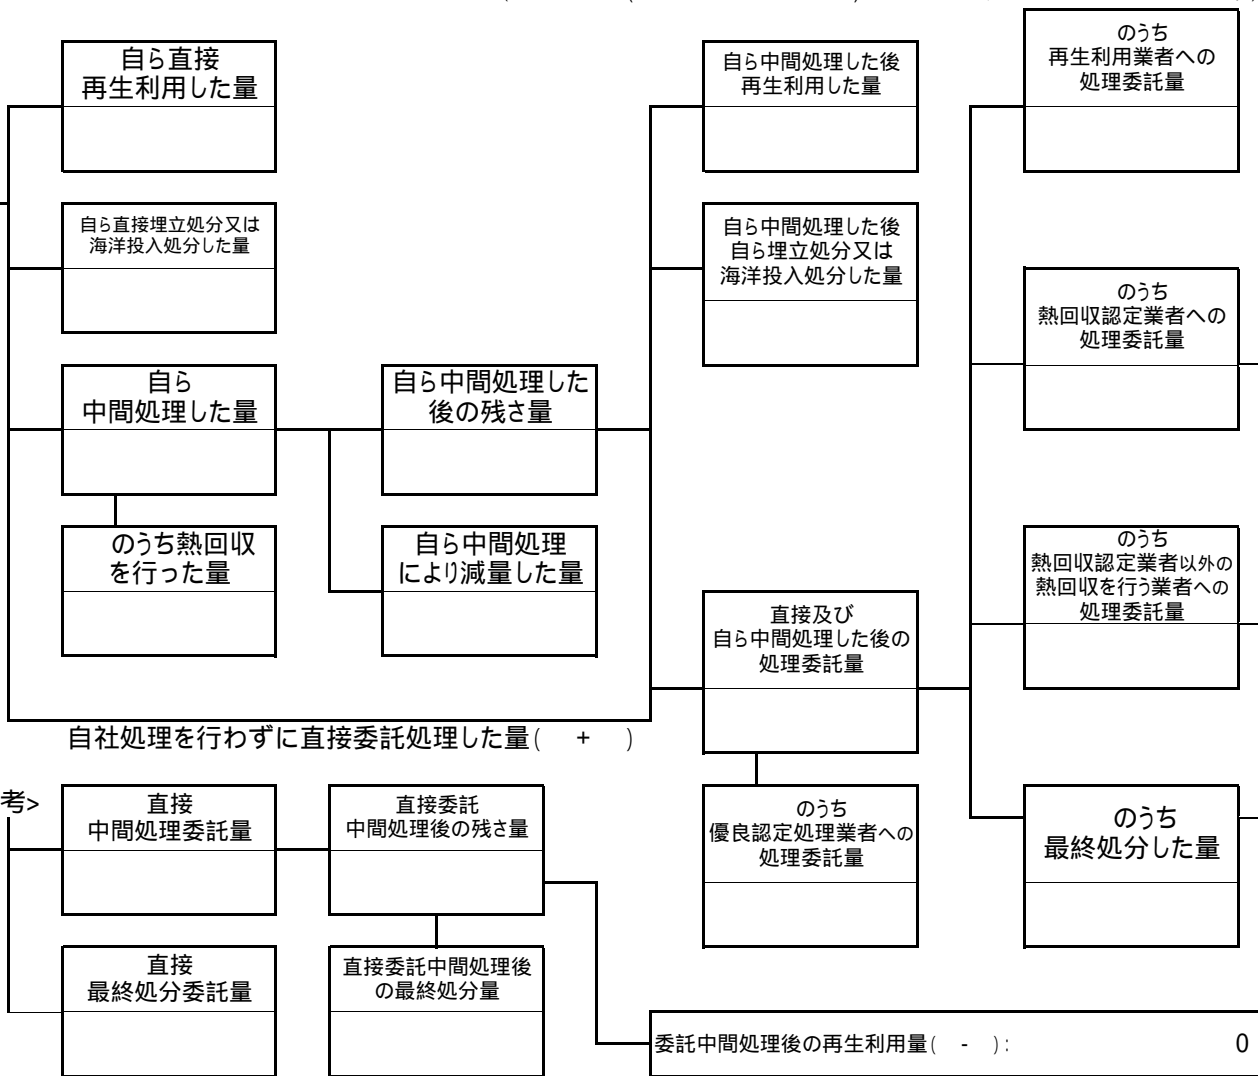 自ら直接
再生利用した量
自ら直接埋立処分又は
海洋投入処分した量
自ら
中間処理した量
のうち熱回収
を行った量
自ら中間処理した
後の残さ量
自ら中間処理
により減量した量
自ら中間処理した後
再生利用した量
自ら中間処理した後
自ら埋立処分又は
海洋投入処分した量
直接及び
自ら中間処理した後の
処理委託量
のうち
優良認定処理業者への
処理委託量
のうち
再生利用業者への
処理委託量
のうち
熱回収認定業者への
処理委託量
のうち
熱回収認定業者以外の
熱回収を行う業者への
処理委託量
のうち
最終処分した量
自社処理を行わずに直接委託処理した量( + )
考>
直接
中間処理委託量
直接委託
中間処理後の残さ量
直接
最終処分委託量
直接委託中間処理後
の最終処分量
委託中間処理後の再生利用量( - ): 0